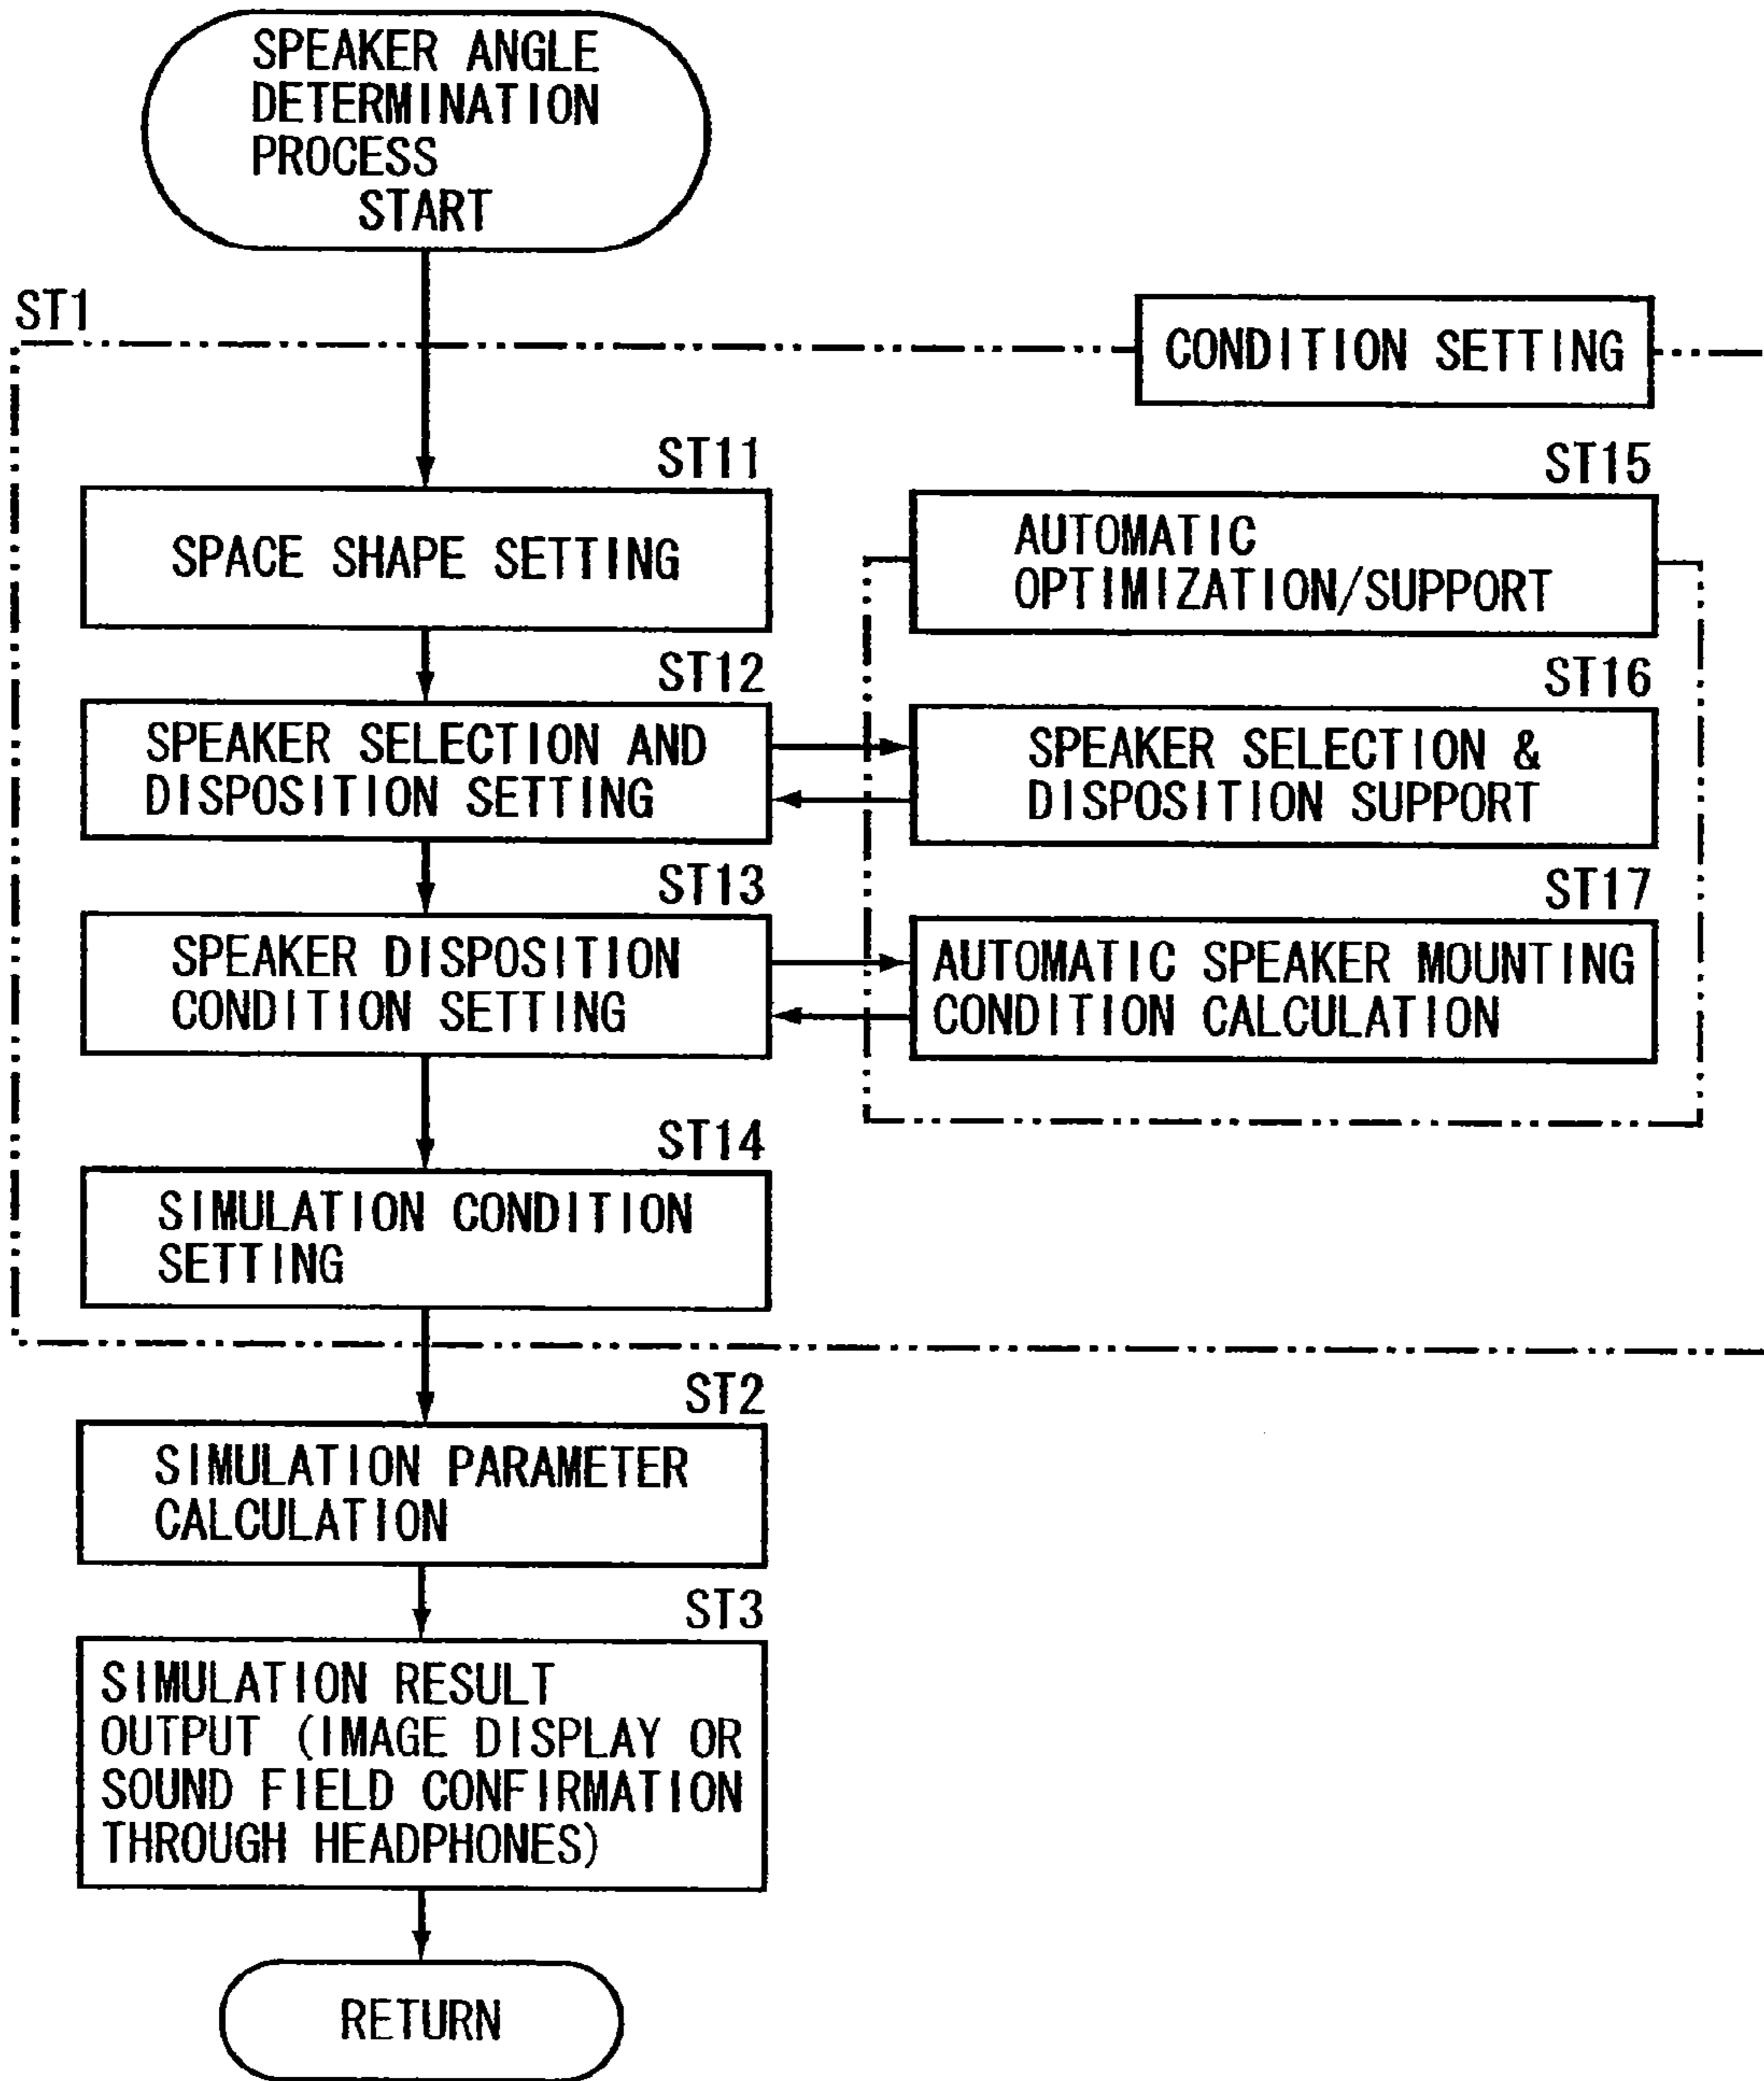 SPEAKER ANGLE
DETERMINATION
PROCESS
START
ST1
CONDITION SETTING
ST11
SPACE SHAPE SETTING
ST15
AUTOMATIC
OPTIMIZATION/SUPPORT
ST12
SPEAKER SELECTION AND
DISPOSITION SETTING
ST16
SPEAKER SELECTION &
DISPOSITION SUPPORT
ST13
SPEAKER DISPOSITION
CONDITION SETTING
ST17
AUTOMATIC SPEAKER MOUNTING
CONDITION CALCULATION
ST14
SIMULATION CONDITION
SETTING
ST2
SIMULATION PARAMETER
CALCULATION
ST3
SIMULATION RESULT
OUTPUT (IMAGE DISPLAY OR
SOUND FIELD CONFIRMATION
THROUGH HEADPHONES)
RETURN